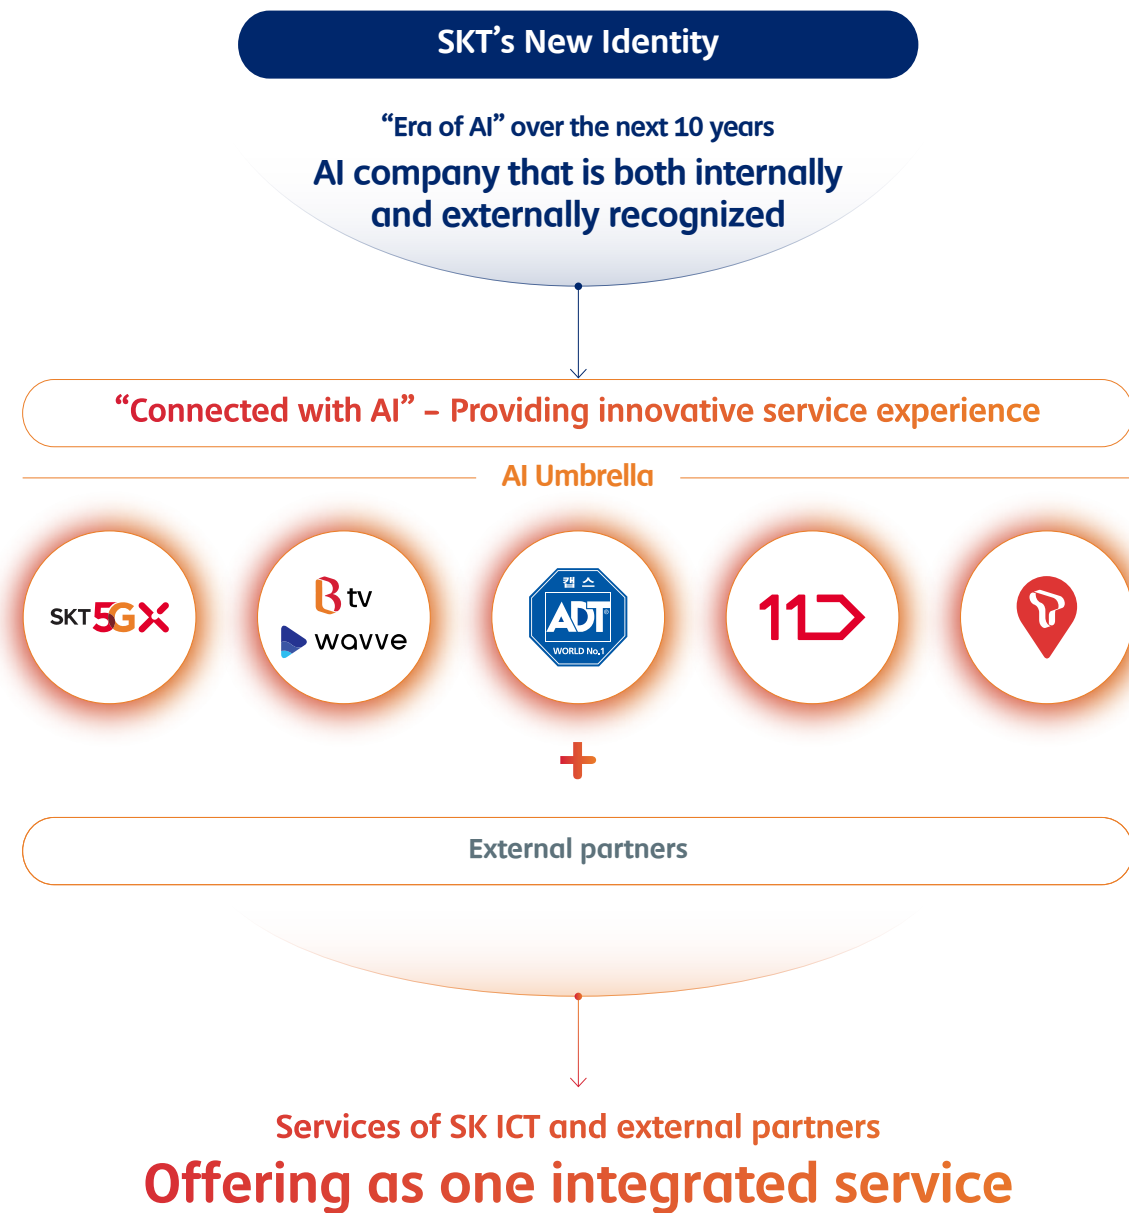 SKT’s New Identity
“Era of AI” over the next 10 years
AI company that is both internally
and externally recognized
“Connected with AI” – Providing innovative service experience
AI Umbrella
SKT 5GX
B tv
wavve
캡스
ADT®
WORLD No.1
11
T
External partners
Services of SK ICT and external partners
Offering as one integrated service